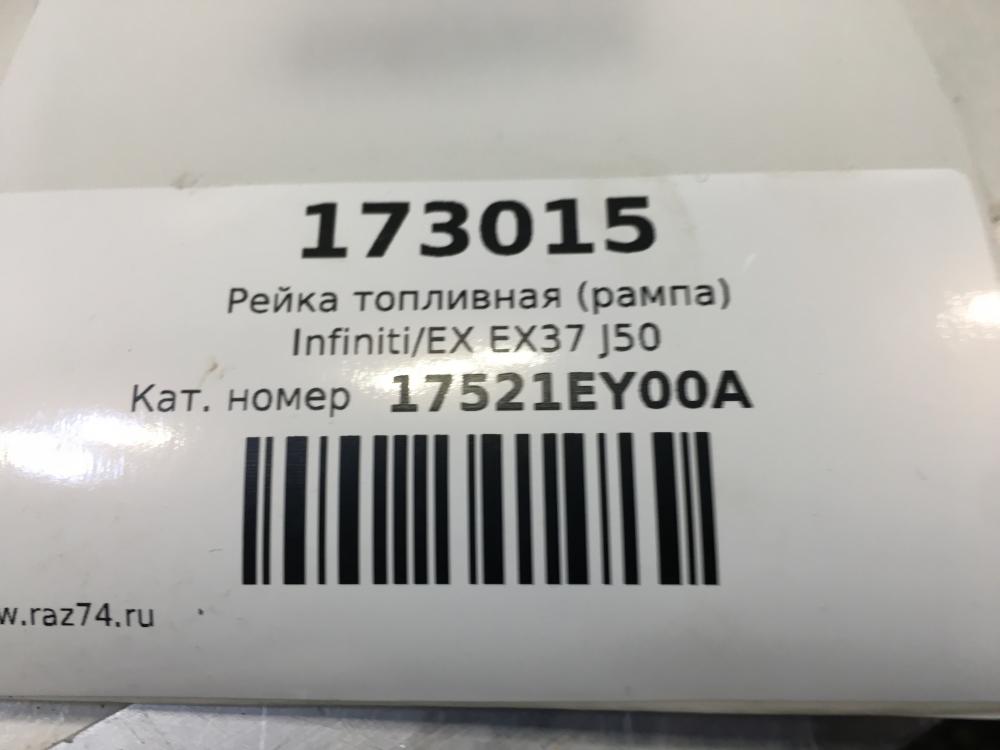 173015
Рейка топливная (рампа)
Infiniti/EX EX37 J50
Кат. номер 17521EY00A
w.raz74.ru